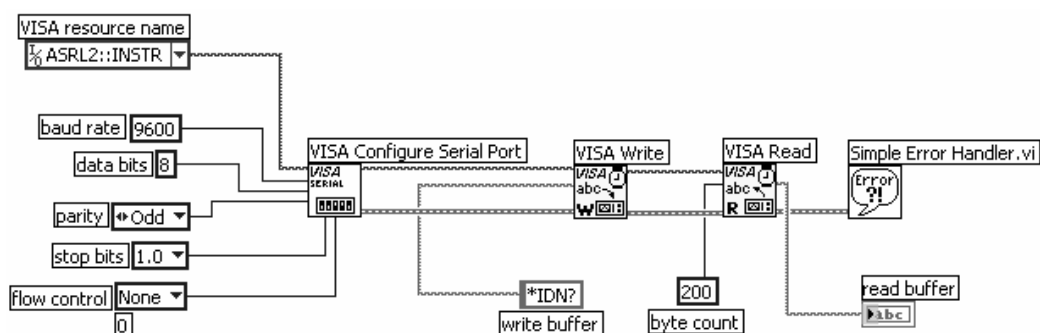 VISA resource name
I/O ASRL2::INSTR
baud rate 9600
data bits 8
parity Odd
stop bits 1.0
flow control None
0
VISA Configure Serial Port
VISA
SERIAL
VISA Write
VISA
abc
W
*IDN?
write buffer
VISA Read
VISA
abc
R
200
byte count
Simple Error Handler.vi
Error
?!
read buffer
abc